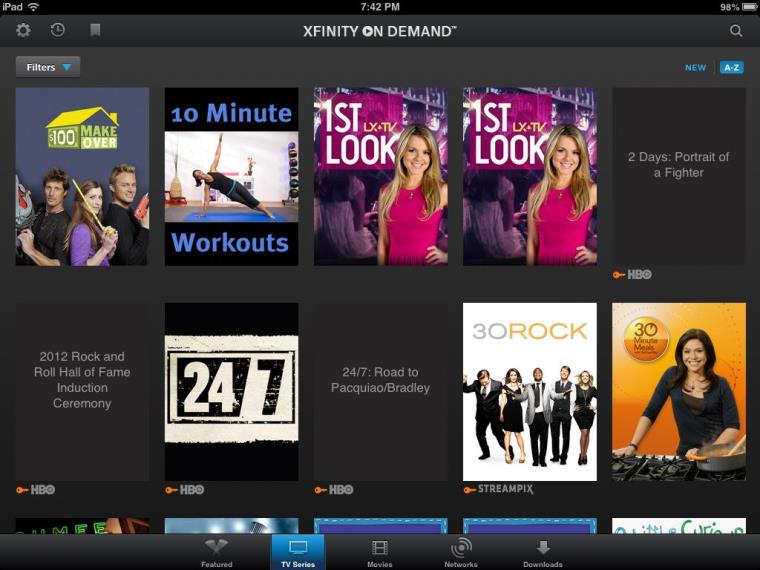 iPad 7:42 PM 98%
XFINITY ON DEMAND™
Filters NEW A-Z
$100 MAKE
OVER
10 Minute
Workouts
1ST
LX+TV
LOOK
1ST
LX+TV
LOOK
2 Days: Portrait of
a Fighter
HBO
2012 Rock and
Roll Hall of Fame
Induction
Ceremony
HBO
24/7
HBO
24/7: Road to
Pacquiao/Bradley
HBO
30ROCK
STREAMPIX
30
Minute
Meals
Little Curious
Featured TV Series Movies Networks Downloads